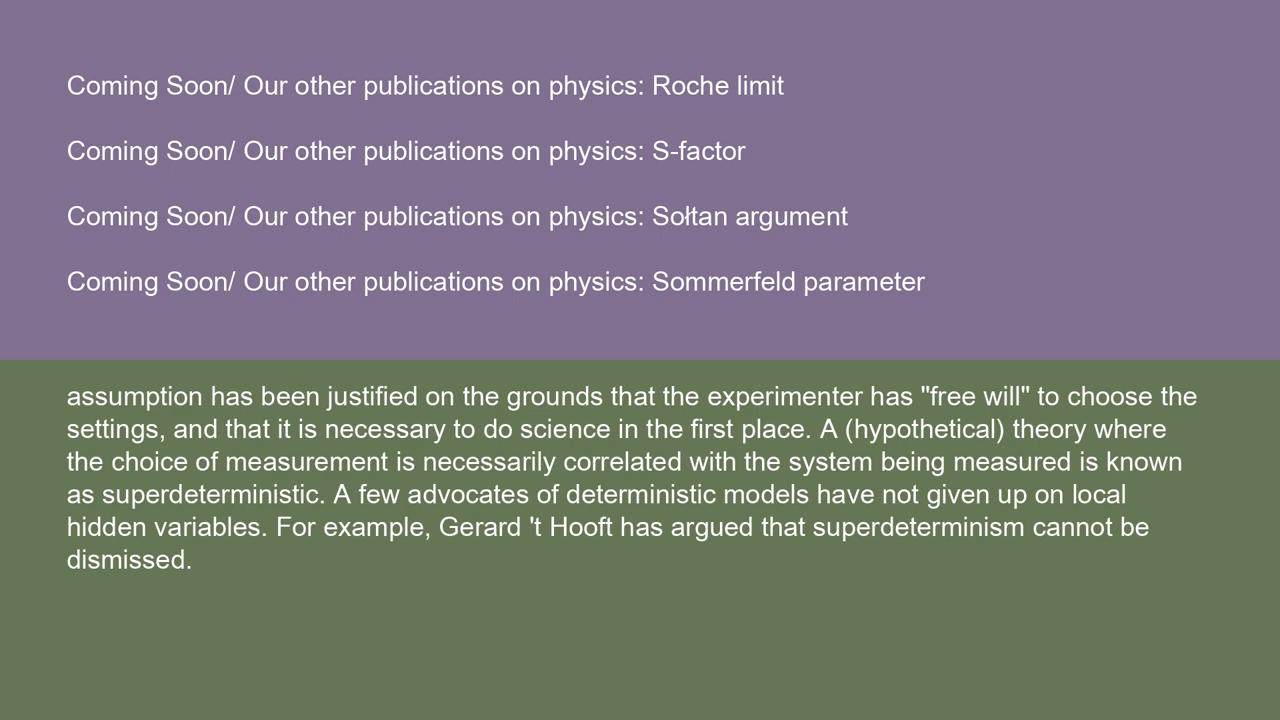 Coming Soon/ Our other publications on physics: Roche limit
Coming Soon/ Our other publications on physics: S-factor
Coming Soon/ Our other publications on physics: Sołtan argument
Coming Soon/ Our other publications on physics: Sommerfeld parameter
assumption has been justified on the grounds that the experimenter has "free will" to choose the
settings, and that it is necessary to do science in the first place. A (hypothetical) theory where
the choice of measurement is necessarily correlated with the system being measured is known
as superdeterministic. A few advocates of deterministic models have not given up on local
hidden variables. For example, Gerard 't Hooft has argued that superdeterminism cannot be
dismissed.